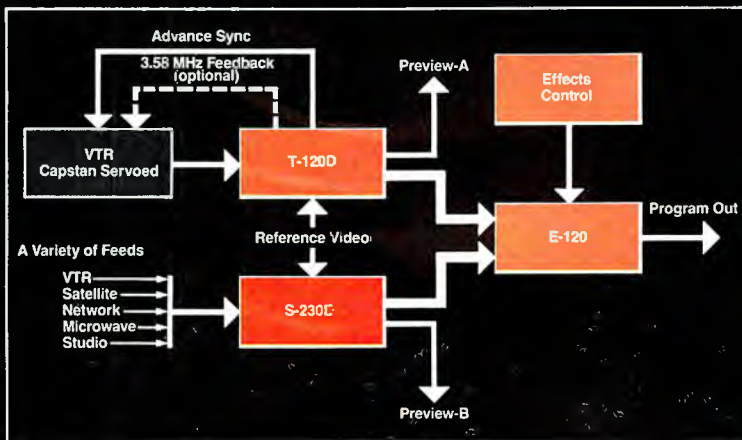 Advance Sync
3.58 MHz Feedback
(optional)
Preview-A
Effects
Control
VTR
Capstan Servoed
T-120D
Program Out
E-120
Reference Video
A Variety of Feeds
VTR
Satellite
Network
Microwave
Studio
S-230D
Preview-B